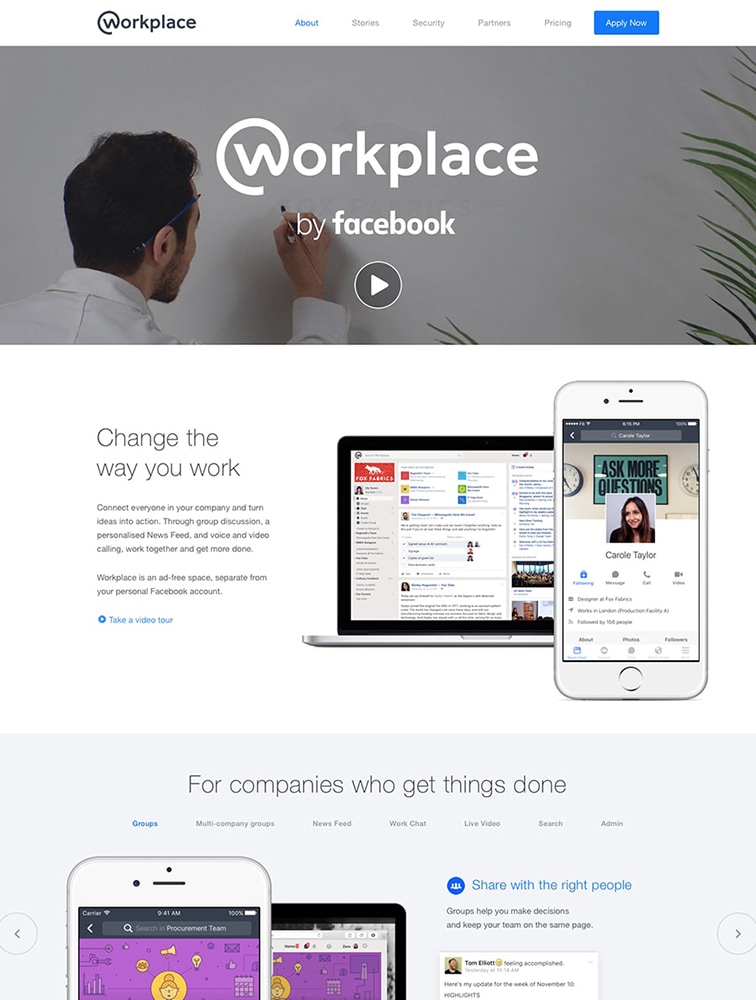 Workplace
About Stories Security Partners Pricing Apply Now
Workplace
by facebook
Change the
way you work
Connect everyone in your company and turn
ideas into action. Through group discussion, a
personalised News Feed, and voice and video
calling, work together and get more done.
Workplace is an ad-free space, separate from
your personal Facebook account.
Take a video tour
FOX FABRICS
FB 6:15 PM 100%
Carole Taylor
ASK MORE
QUESTIONS
Carole Taylor
Following Message Call Video
Designer at Fox Fabrics
Works in London (Production Facility A)
Followed by 156 people
About Photos Followers
For companies who get things done
Groups Multi-company groups News Feed Work Chat Live Video Search Admin
Carrier 9:41 AM 100%
Search in Procurement Team
Home Zora
Share with the right people
Groups help you make decisions
and keep your team on the same page.
Tom Elliott feeling accomplished.
Yesterday at 10:14 AM
Here's my update for the week of November 10:
HIGHLIGHTS